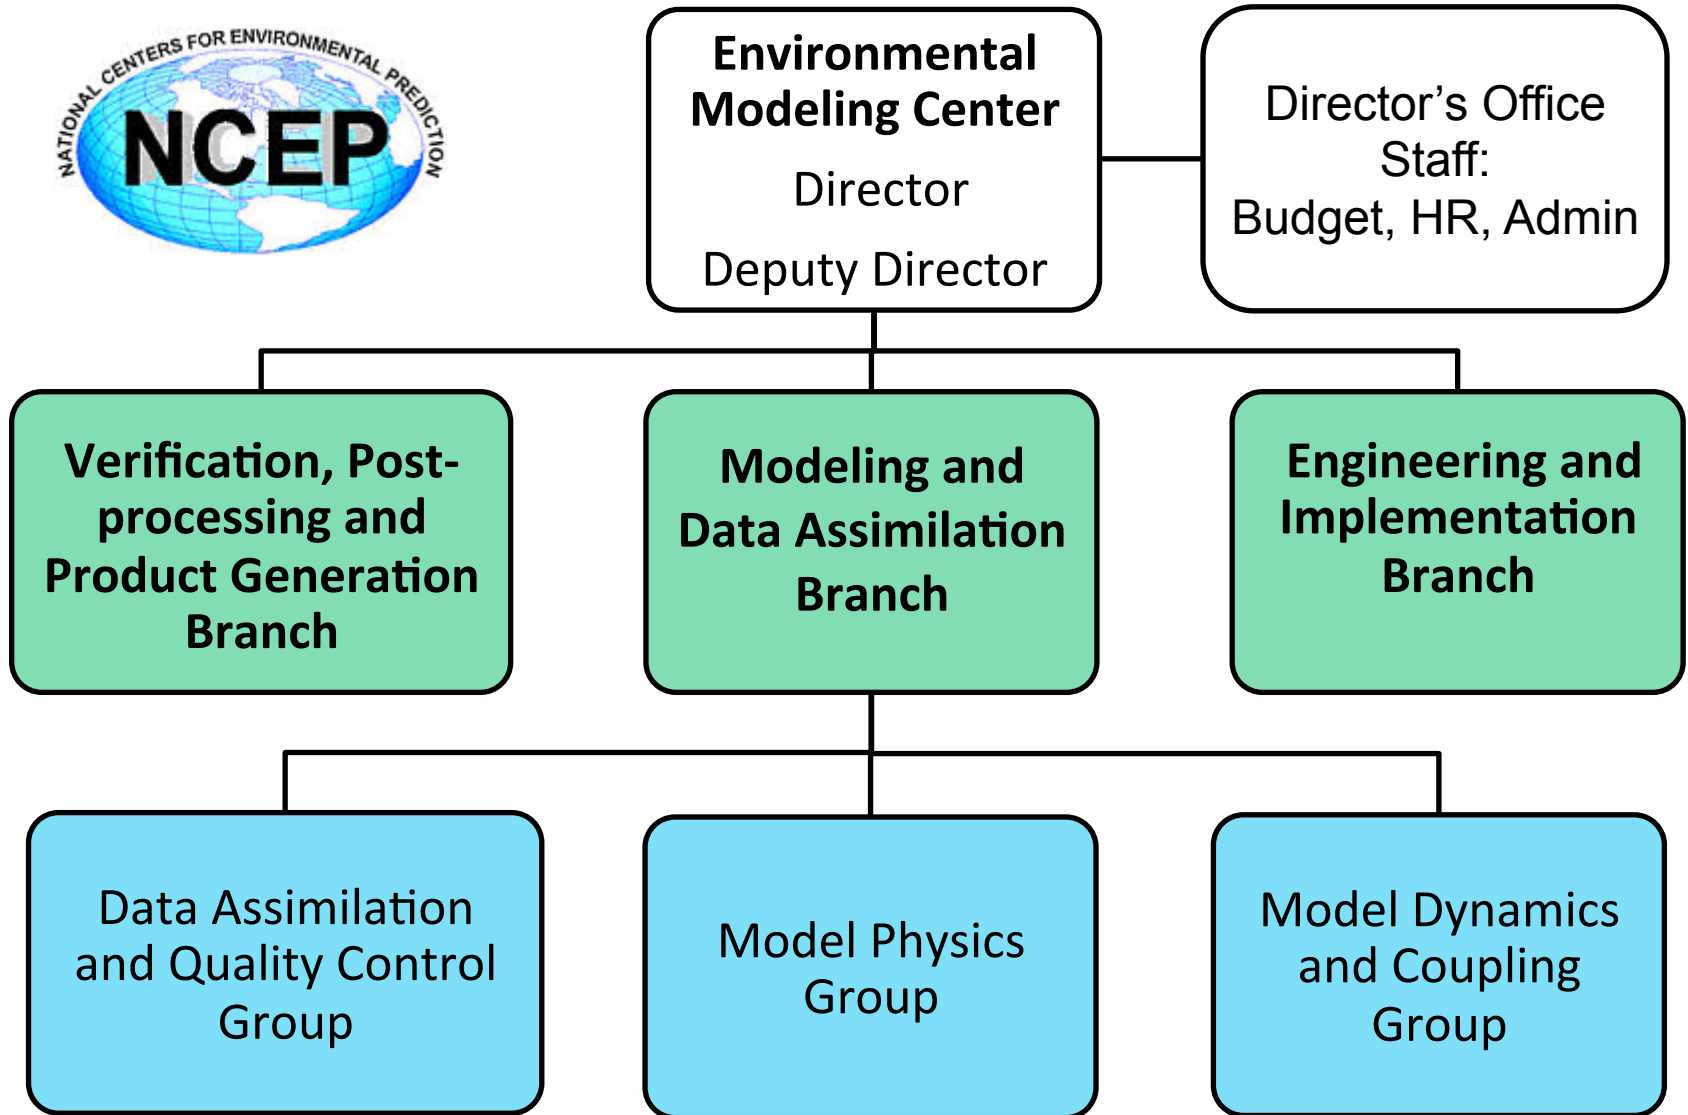 NATIONAL CENTERS FOR ENVIRONMENTAL PREDICTION
NCEP
Environmental
Modeling Center
Director
Deputy Director
Director’s Office
Staff:
Budget, HR, Admin
Verification, Post-
processing and
Product Generation
Branch
Modeling and
Data Assimilation
Branch
Engineering and
Implementation
Branch
Data Assimilation
and Quality Control
Group
Model Physics
Group
Model Dynamics
and Coupling
Group